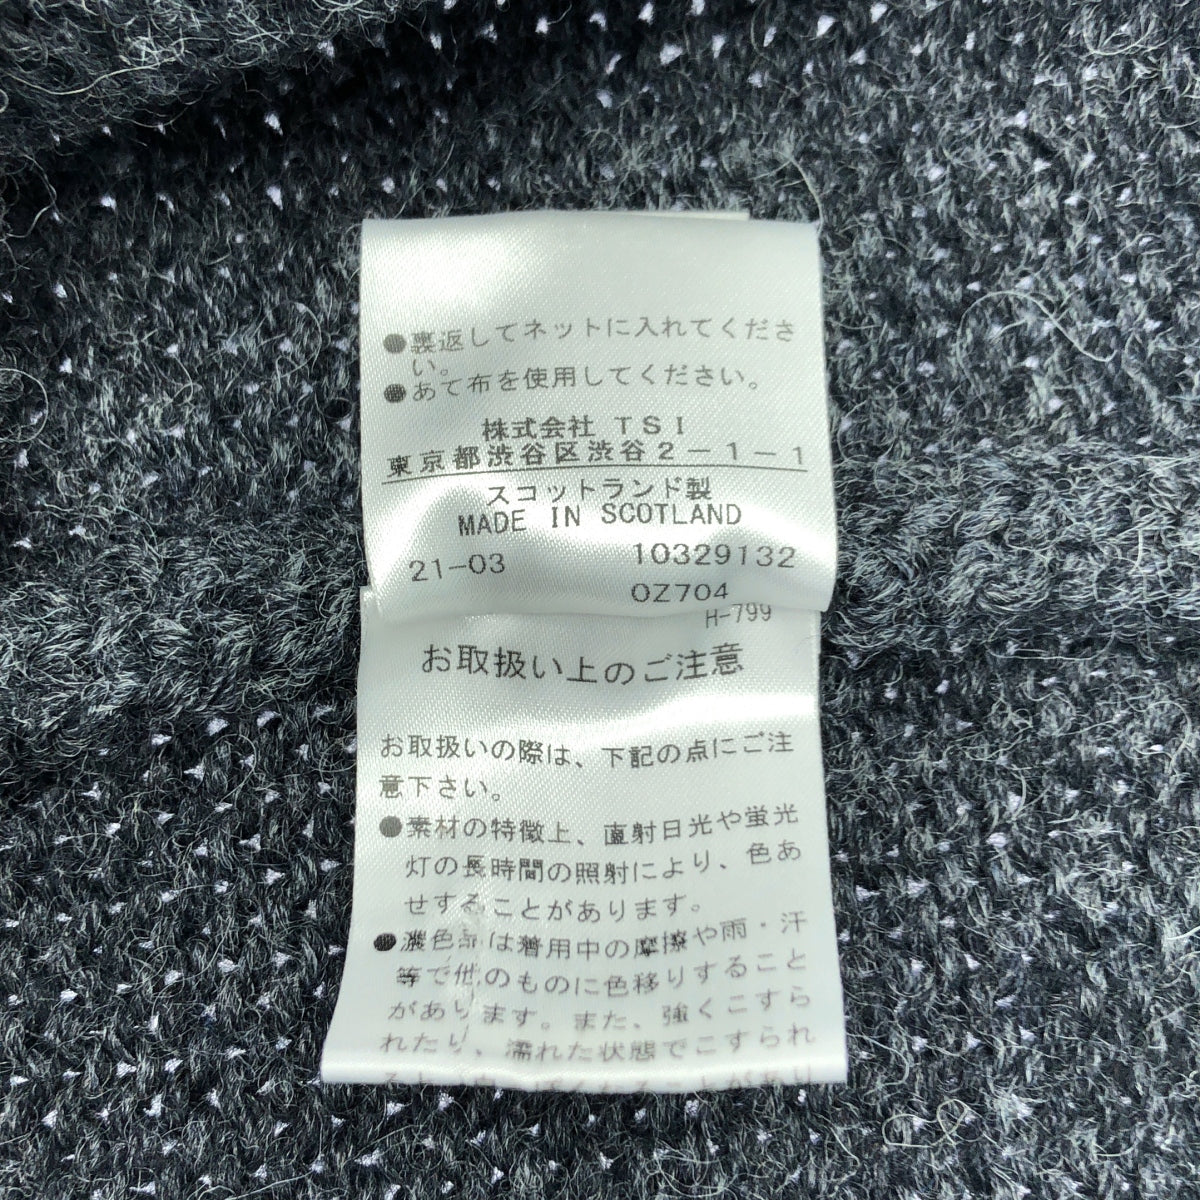 ●裏返してネットに入れてくださ
い。
●あて布を使用してください。
株式会社 TSI
東京都渋谷区渋谷2-1-1
スコットランド製
MADE IN SCOTLAND
21-03 10329132
0Z704
H-799
お取扱い上のご注意
お取扱いの際は、下記の点にご注
意下さい。
●素材の特徴上、直射日光や蛍光
灯の長時間の照射により、色あ
せすることがあります。
●濃色品は着用中の摩擦や雨・汗
等で他のものに色移りすること
があります。また、強くこすら
れたり、濡れた状態でこすられ
ることがあり